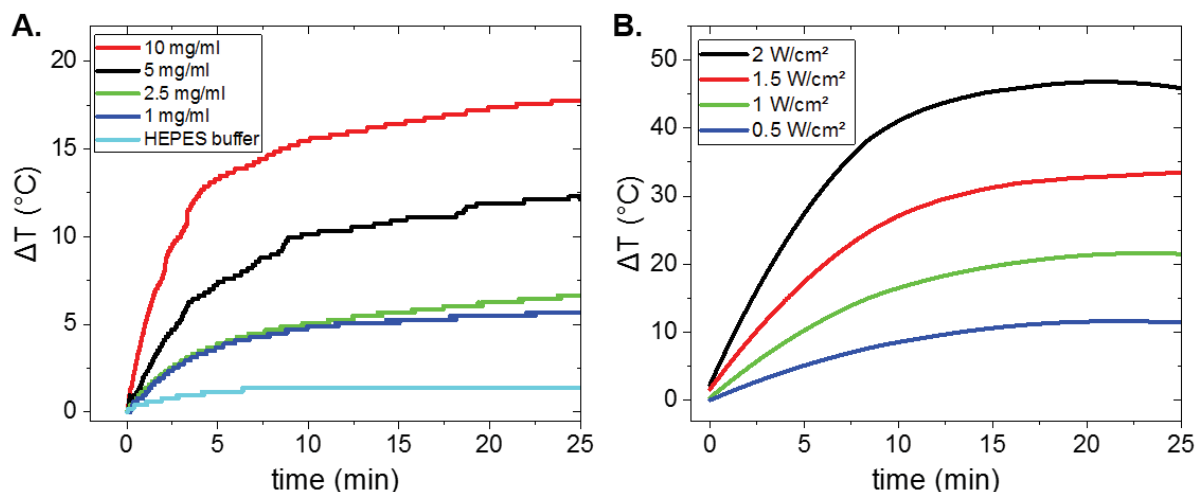 A.
10 mg/ml
5 mg/ml
2.5 mg/ml
1 mg/ml
HEPES buffer
20
15
10
5
0
ΔT (°C)
0 5 10 15 20 25
time (min)
B.
2 W/cm²
1.5 W/cm²
1 W/cm²
0.5 W/cm²
50
40
30
20
10
0
ΔT (°C)
0 5 10 15 20 25
time (min)